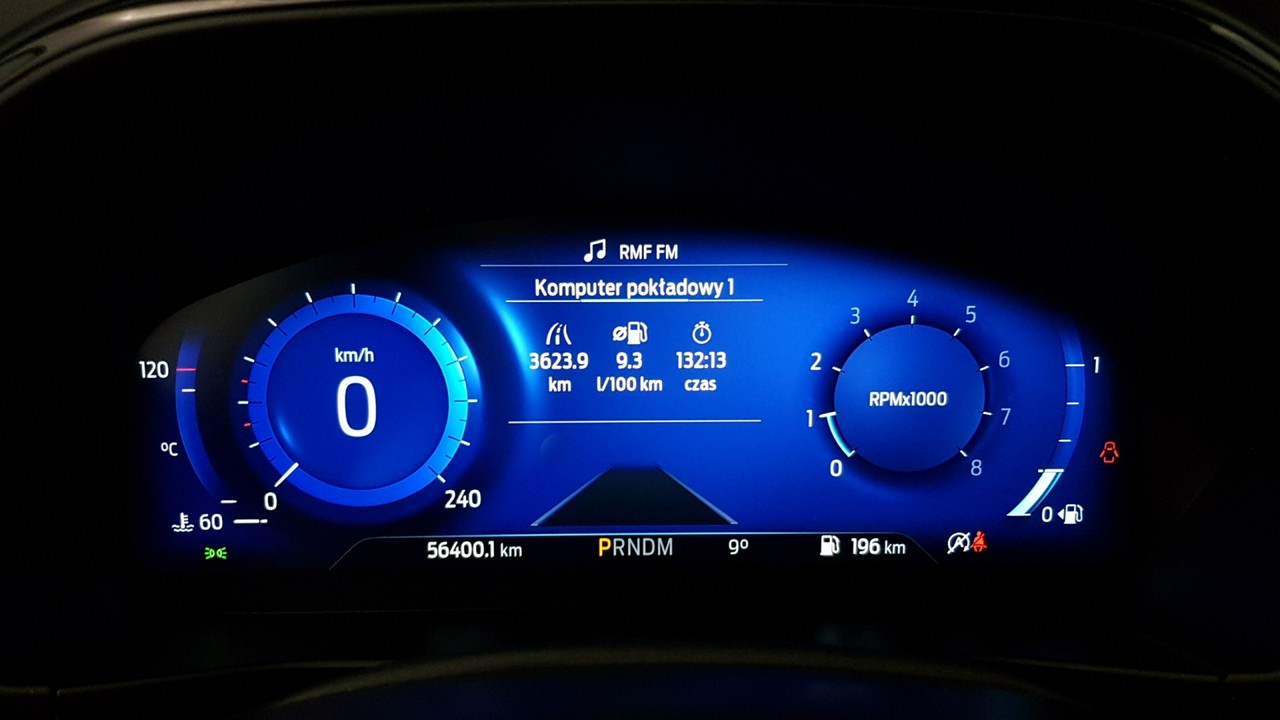 RMF FM
Komputer pokładowy 1
3623.9 9.3 132:13
km l/100 km czas
120
ºC
60
km/h
0
0
240
0
1
2
3
4
5
6
7
8
RPMx1000
1
0
56400.1 km PRNDM 9º 196 km